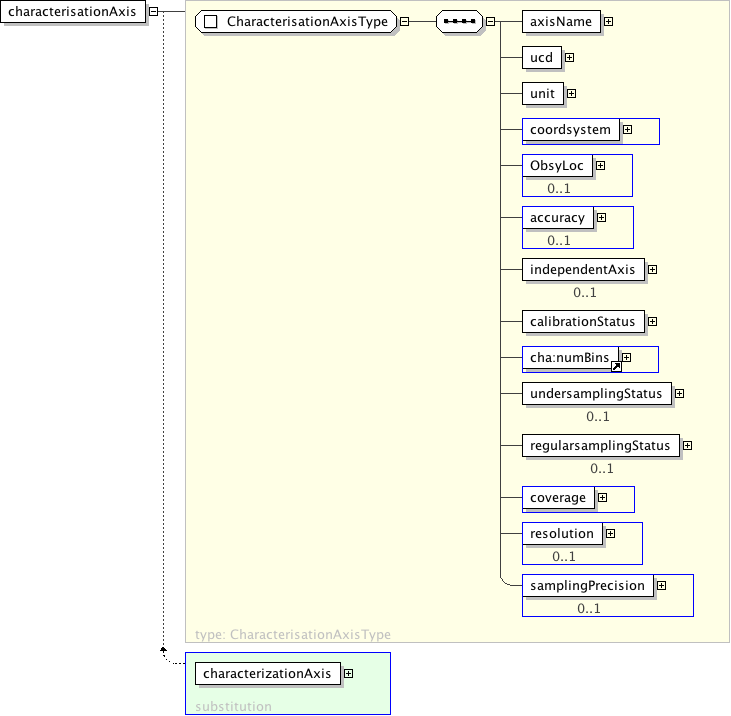 characterisationAxis
CharacterisationAxisType
axisName
ucd
unit
coordsystem
ObsyLoc
0..1
accuracy
0..1
independentAxis
0..1
calibrationStatus
cha:numBins
undersamplingStatus
0..1
regularsamplingStatus
0..1
coverage
resolution
0..1
samplingPrecision
0..1
type: CharacterisationAxisType
characterizationAxis
substitution